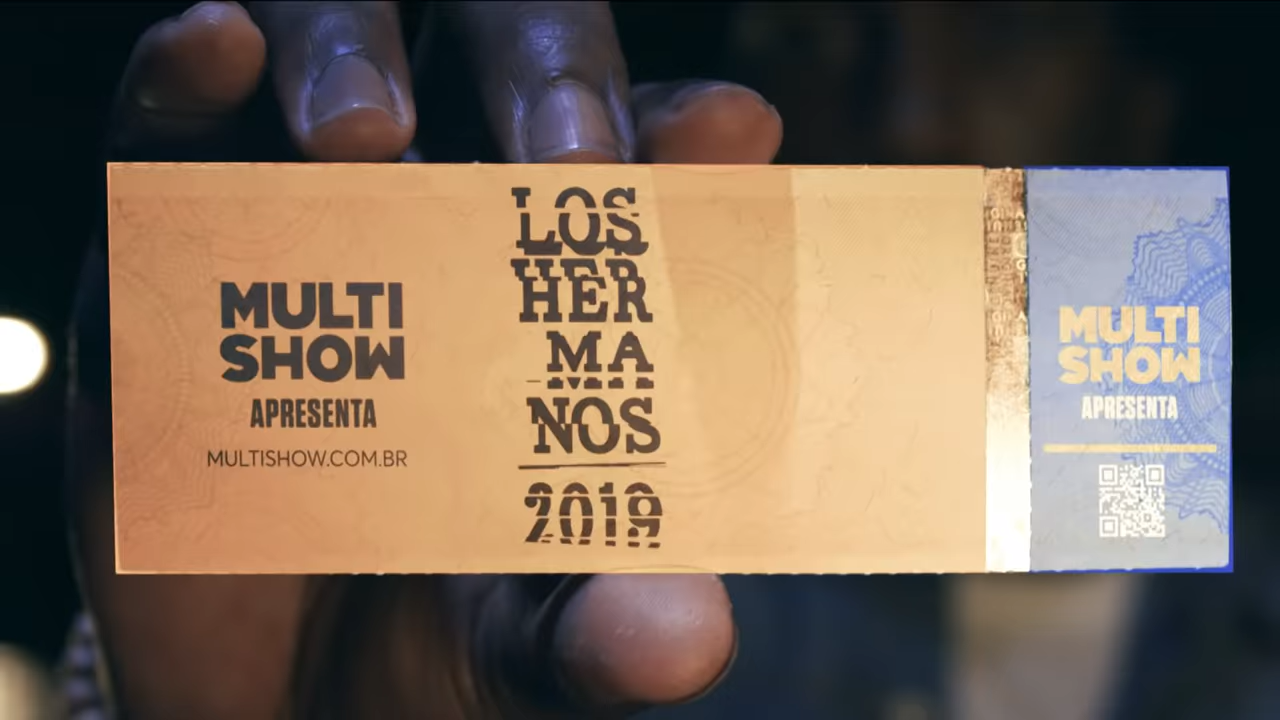 MULTI
SHOW
APRESENTA
MULTISHOW.COM.BR
LOS
HER
MA
NOS
2019
MULTI
SHOW
APRESENTA